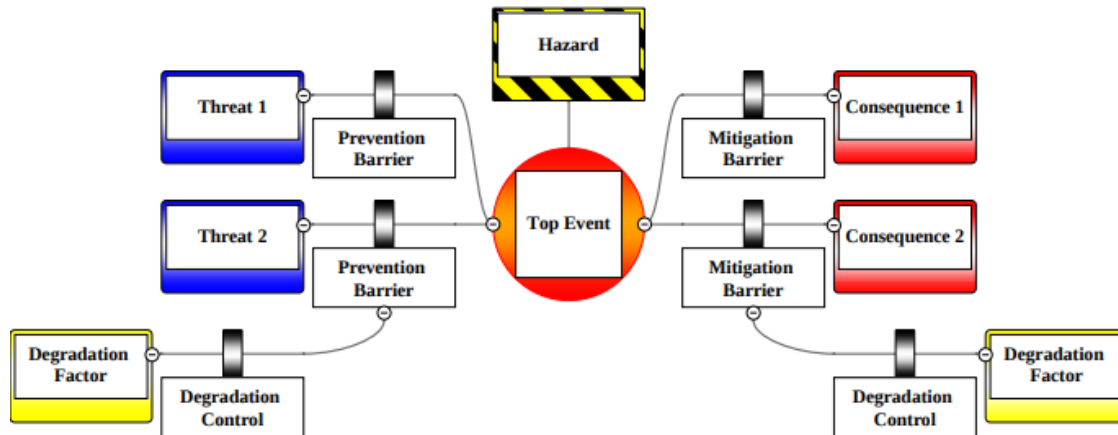 Hazard
Threat 1
Consequence 1
Prevention
Barrier
Mitigation
Barrier
Threat 2
Top Event
Consequence 2
Prevention
Barrier
Mitigation
Barrier
Degradation
Factor
Degradation
Factor
Degradation
Control
Degradation
Control